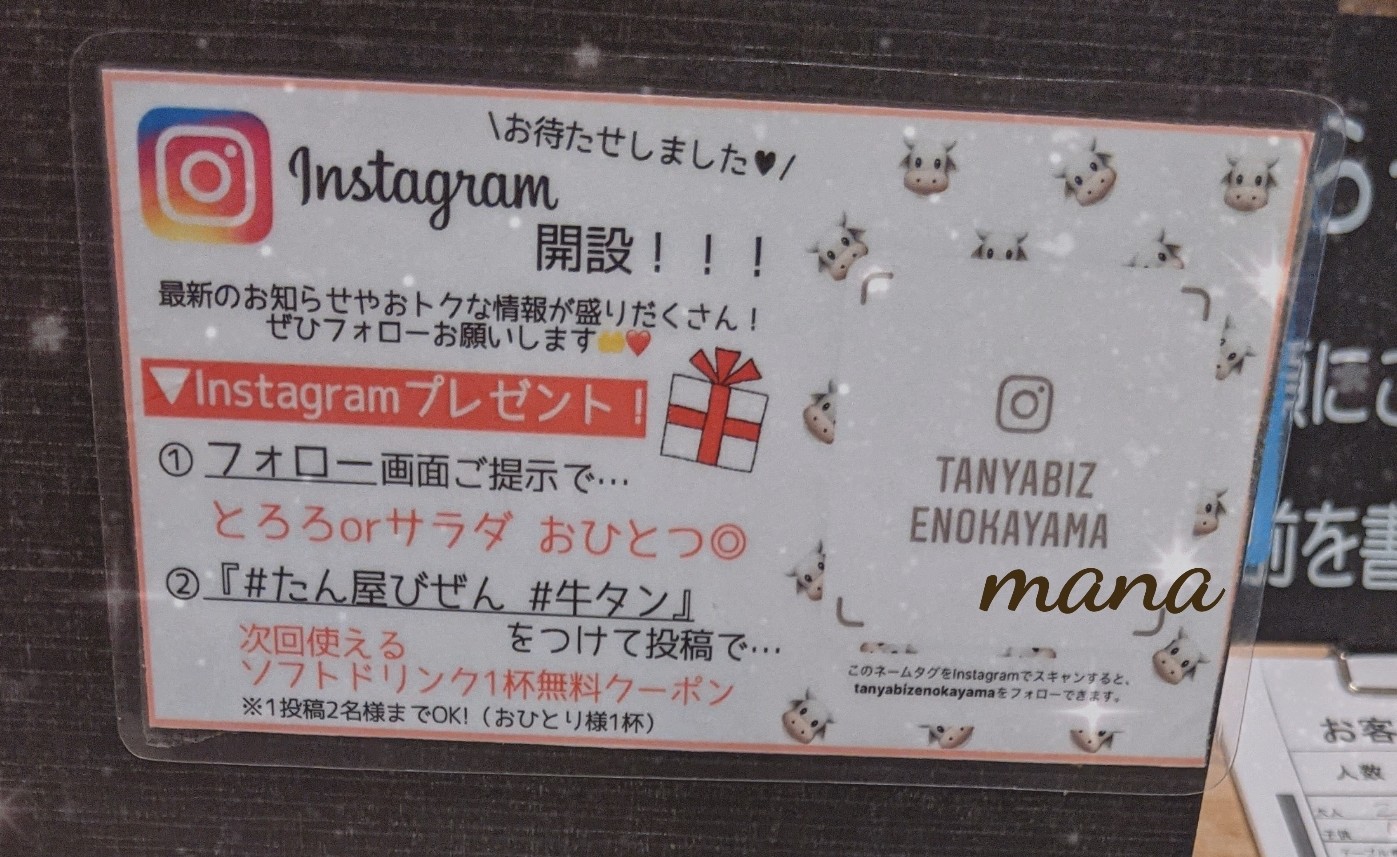 \お待たせしました♥/
Instagram
開設！！！
最新のお知らせやおトクな情報が盛りだくさん！
ぜひフォローお願いします🤲❤️
▼Instagramプレゼント！
① フォロー画面ご提示で…
とろろorサラダ おひとつ◎
②『#たん屋びぜん #牛タン』
をつけて投稿で…
次回使える
ソフトドリンク1杯無料クーポン
※1投稿2名様までOK!（おひとり様1杯）
TANYABIZ
ENOKAYAMA
mana
このネームタグをInstagramでスキャンすると、
tanyabizenokayamaをフォローできます。
前を書
お客
人数
大人
子供